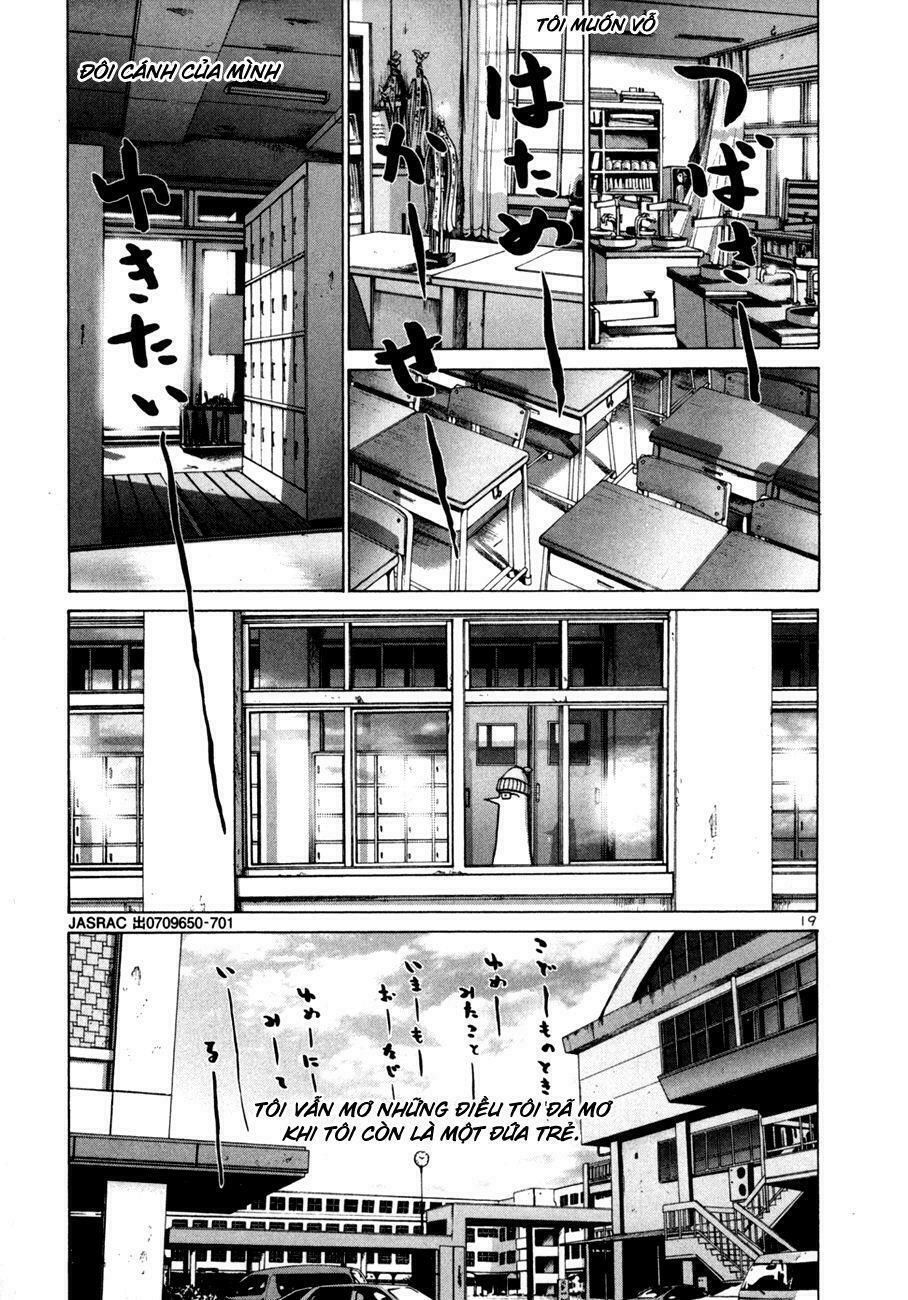 TÔI MUỐN VỖ
つばさー
はためー
かーせー
ĐÔI CÁNH CỦA MÌNH
ゆきたいー
JASRAC 出0709650-701
19
こどーものとき
ゆめー
みたこと
いまもー
おーなじ
ゆめにー
みーて
いーるー
TÔI VẪN MƠ NHỮNG ĐIỀU TÔI ĐÃ MƠ
KHI TÔI CÒN LÀ MỘT ĐỨA TRẺ.